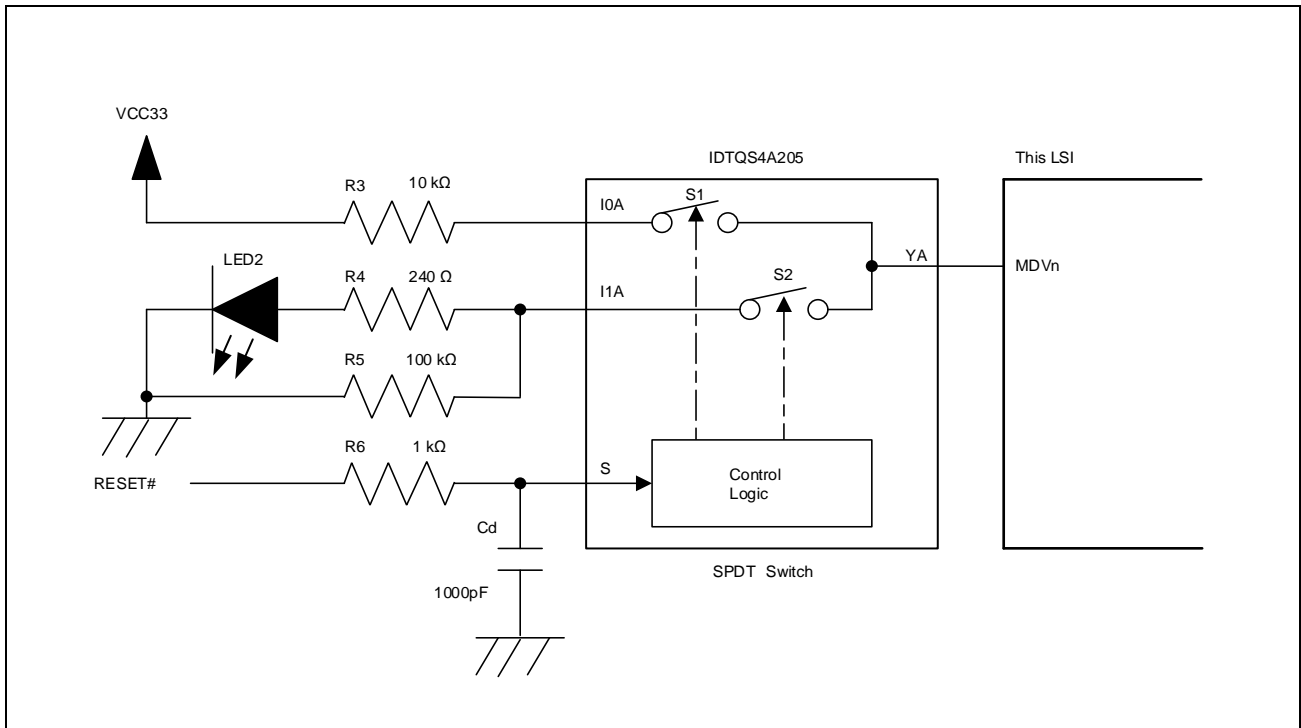 VCC33
IDTQS4A205
This LSI
R3 10 kΩ
I0A
S1
LED2
R4 240 Ω
I1A
S2
YA
MDVn
R5 100 kΩ
R6 1 kΩ
RESET#
S
Control
Logic
Cd
1000pF
SPDT Switch